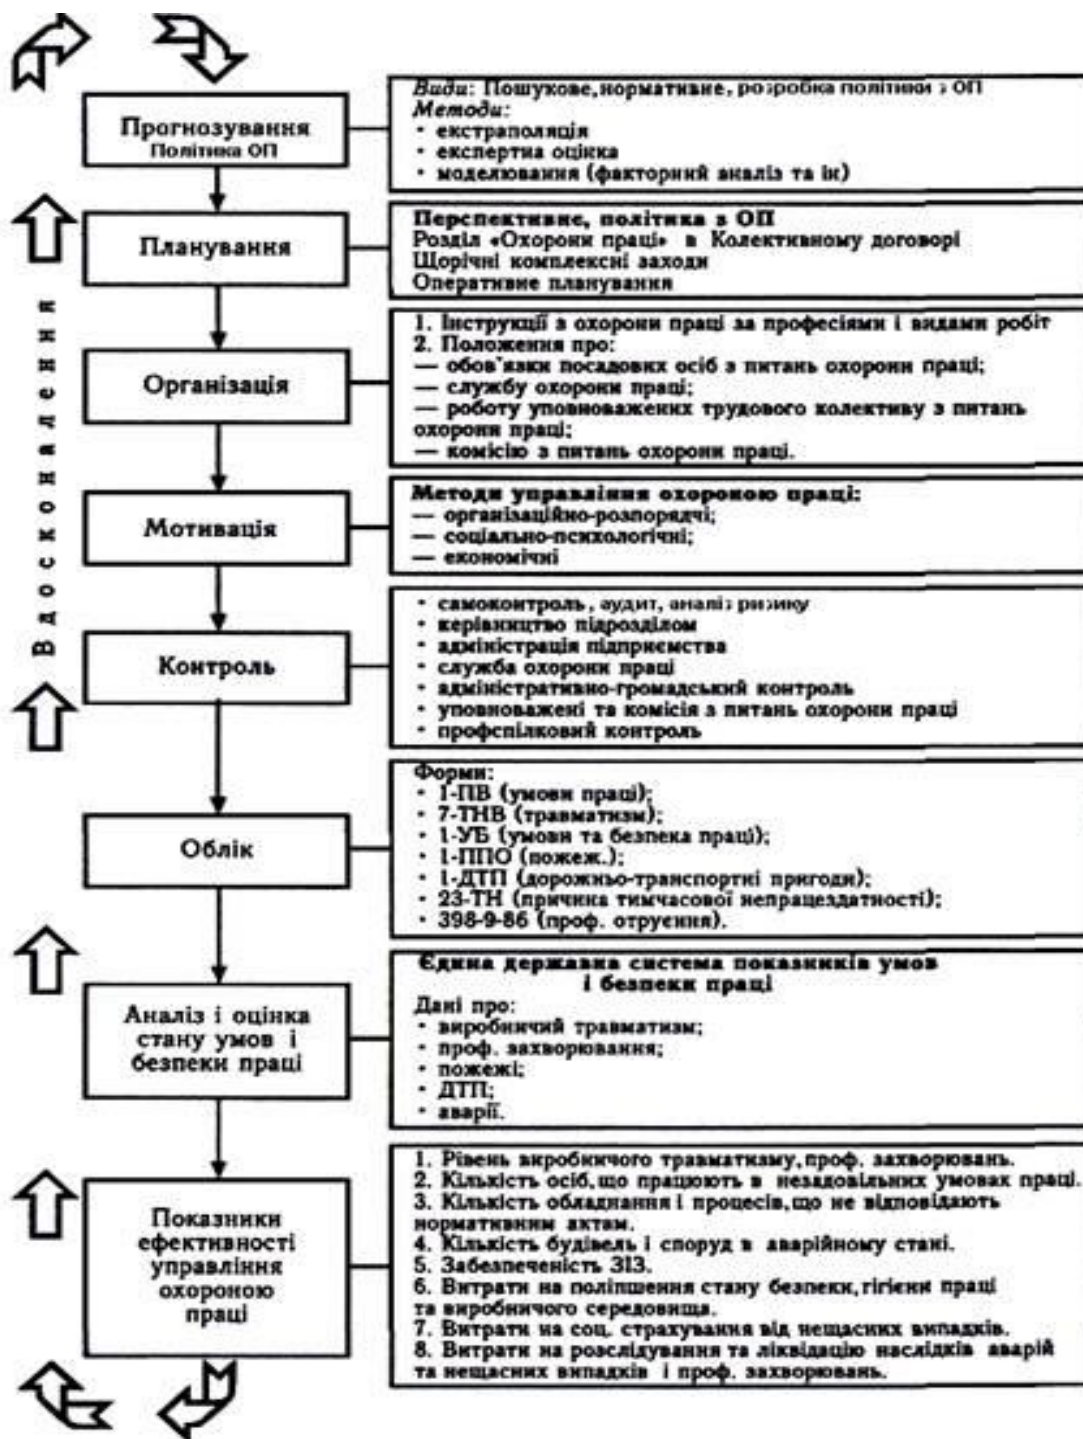 Прогнозування
Політика ОП
Види: Пошукове, нормативне, розробка політики з ОП
Методи:
• екстраполяція
• експертна оцінка
• моделювання (факторний аналіз та ін)
Планування
Перспективне, політика з ОП
Розділ «Охорони праці» в Колективному договорі
Щорічні комплексні заходи
Оперативне планування
Вдосконалення
Організація
1. Інструкції з охорони праці за професіями і видами робіт
2. Положення про:
— обов'язки посадових осіб з питань охорони праці;
— службу охорони праці;
— роботу уповноважених трудового колективу з питань
охорони праці;
— комісію з питань охорони праці.
Мотивація
Методи управління охороною праці:
— організаційно-розпорядчі;
— соціально-психологічні;
— економічні
Контроль
• самоконтроль, аудит, аналіз ризику
• керівництво підрозділом
• адміністрація підприємства
• служба охорони праці
• адміністративно-громадський контроль
• уповноважені та комісія з питань охорони праці
• профспілковий контроль
Облік
Форми:
• 1-ПВ (умови праці);
• 7-ТНВ (травматизм);
• 1-УБ (умови та безпека праці);
• 1-ППО (пожеж.);
• 1-ДТП (дорожньо-транспортні пригоди);
• 23-ТН (причина тимчасової непрацездатності);
• 398-9-86 (проф. отруєння).
Аналіз і оцінка
стану умов і
безпеки праці
Єдина державна система показників умов
і безпеки праці
Дані про:
• виробничий травматизм;
• проф. захворювання;
• пожежі;
• ДТП;
• аварії.
Показники
ефективності
управління
охороною
праці
1. Рівень виробничого травматизму, проф. захворювань.
2. Кількість осіб, що працюють в незадовільних умовах праці.
3. Кількість обладнання і процесів, що не відповідають
нормативним актам.
4. Кількість будівель і споруд в аварійному стані.
5. Забезпеченість ЗІЗ.
6. Витрати на поліпшення стану безпеки, гігієни праці
та виробничого середовища.
7. Витрати на соц. страхування від нещасних випадків.
8. Витрати на розслідування та ліквідацію наслідків аварій
та нещасних випадків і проф. захворювань.